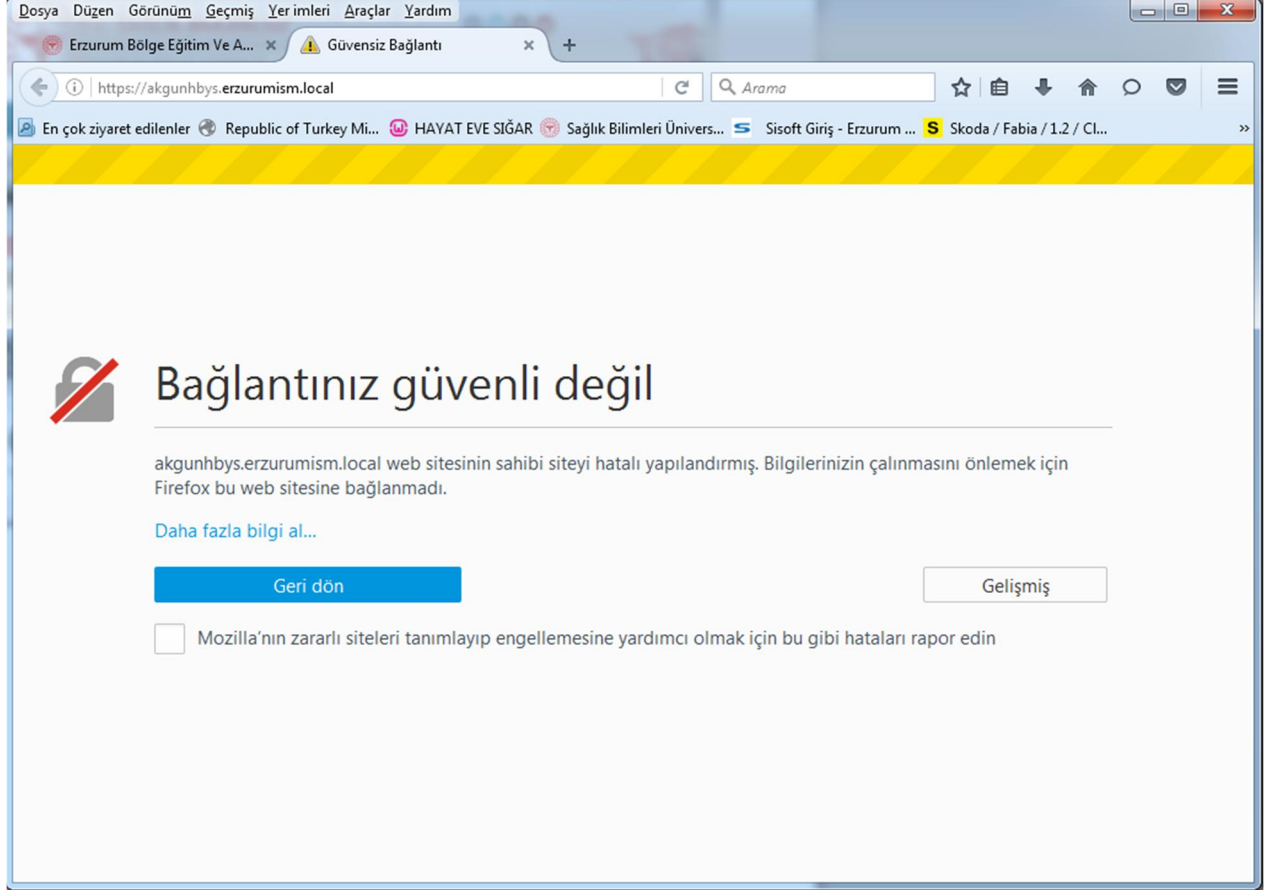 Dosya Düzen Görünüm Geçmiş Yer imleri Araçlar Yardım
Erzurum Bölge Eğitim Ve A... Güvensiz Bağlantı
https://akgunhbys.erzurumism.local Arama
En çok ziyaret edilenler Republic of Turkey Mi... HAYAT EVE SIĞAR Sağlık Bilimleri Ünivers... Sisoft Giriş - Erzurum ... S Skoda / Fabia / 1.2 / Cl... »
Bağlantınız güvenli değil
akgunhbys.erzurumism.local web sitesinin sahibi siteyi hatalı yapılandırmış. Bilgilerinizin çalınmasını önlemek için
Firefox bu web sitesine bağlanmadı.
Daha fazla bilgi al...
Geri dön Gelişmiş
Mozilla'nın zararlı siteleri tanımlayıp engellemesine yardımcı olmak için bu gibi hataları rapor edin